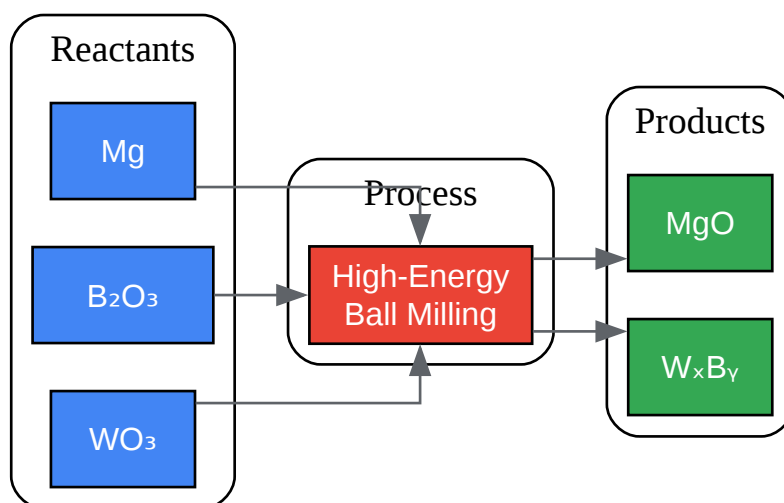 Reactants
Mg
B₂O₃
WO₃
Process
High-Energy
Ball Milling
Products
MgO
WₓBᵧ